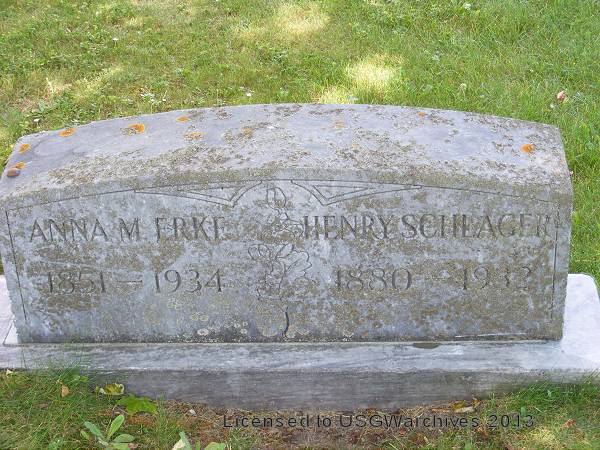 ANNA M. ERKE HENRY SCHLAGER
1851 — 1934 1880 — 1932
Licensed to USGWarchives 2013